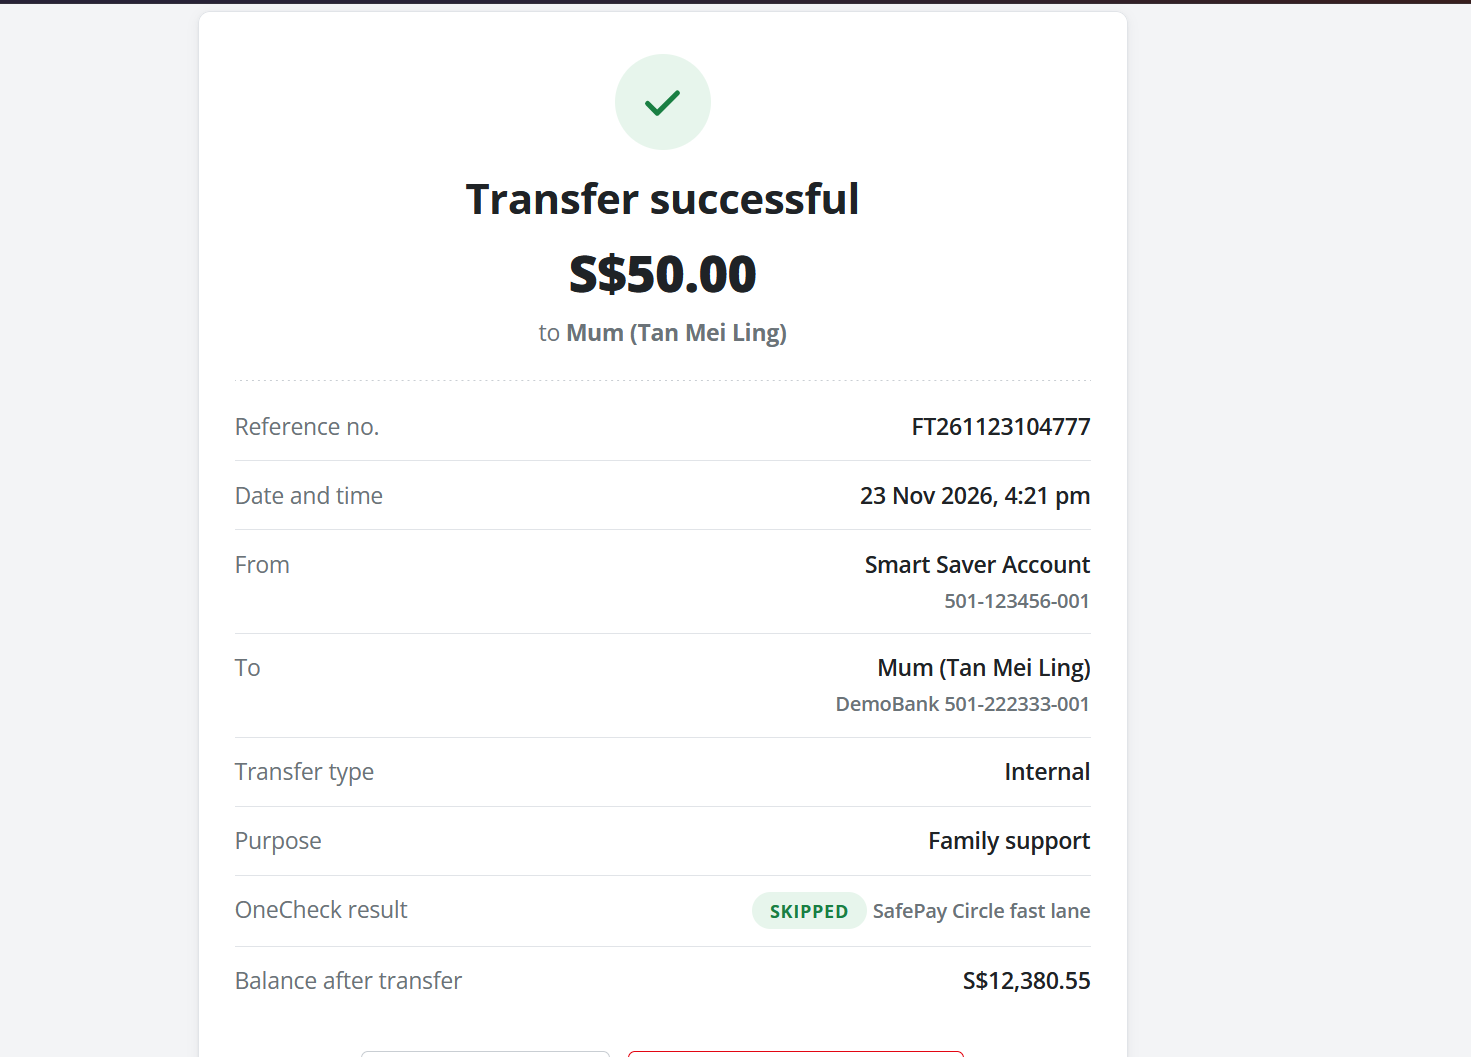 Transfer successful
S$50.00
to Mum (Tan Mei Ling)
Reference no. FT261123104777
Date and time 23 Nov 2026, 4:21 pm
From Smart Saver Account
501-123456-001
To Mum (Tan Mei Ling)
DemoBank 501-222333-001
Transfer type Internal
Purpose Family support
OneCheck result SKIPPED SafePay Circle fast lane
Balance after transfer S$12,380.55